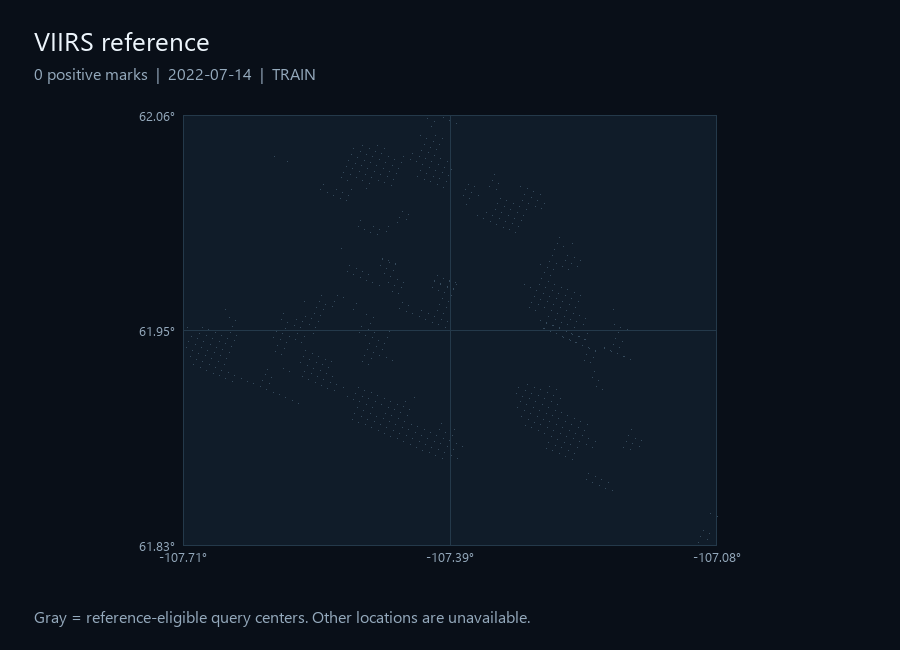 VIIRS reference
0 positive marks | 2022-07-14 | TRAIN
62.06°
61.95°
61.83°
-107.71°
-107.39°
-107.08°
Gray = reference-eligible query centers. Other locations are unavailable.